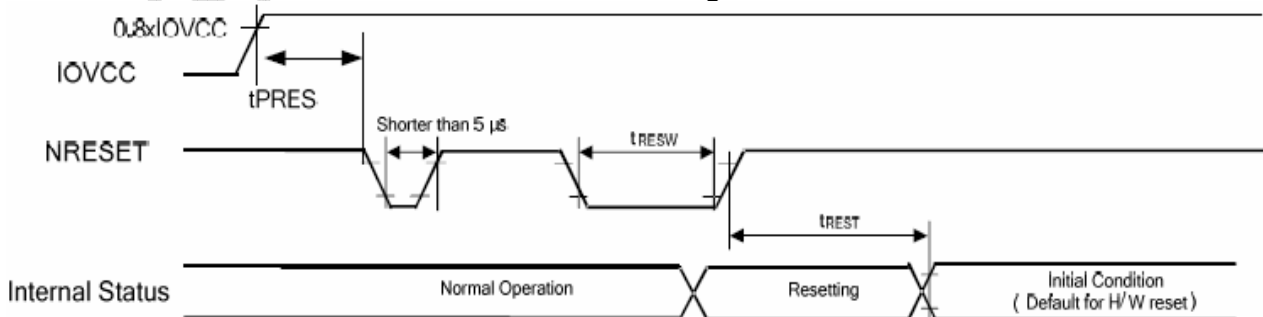 0.8xIOVCC
IOVCC
tPRES
Shorter than 5 µs
NRESET
tRESW
tREST
Internal Status
Normal Operation
Resetting
Initial Condition
( Default for H/W reset )